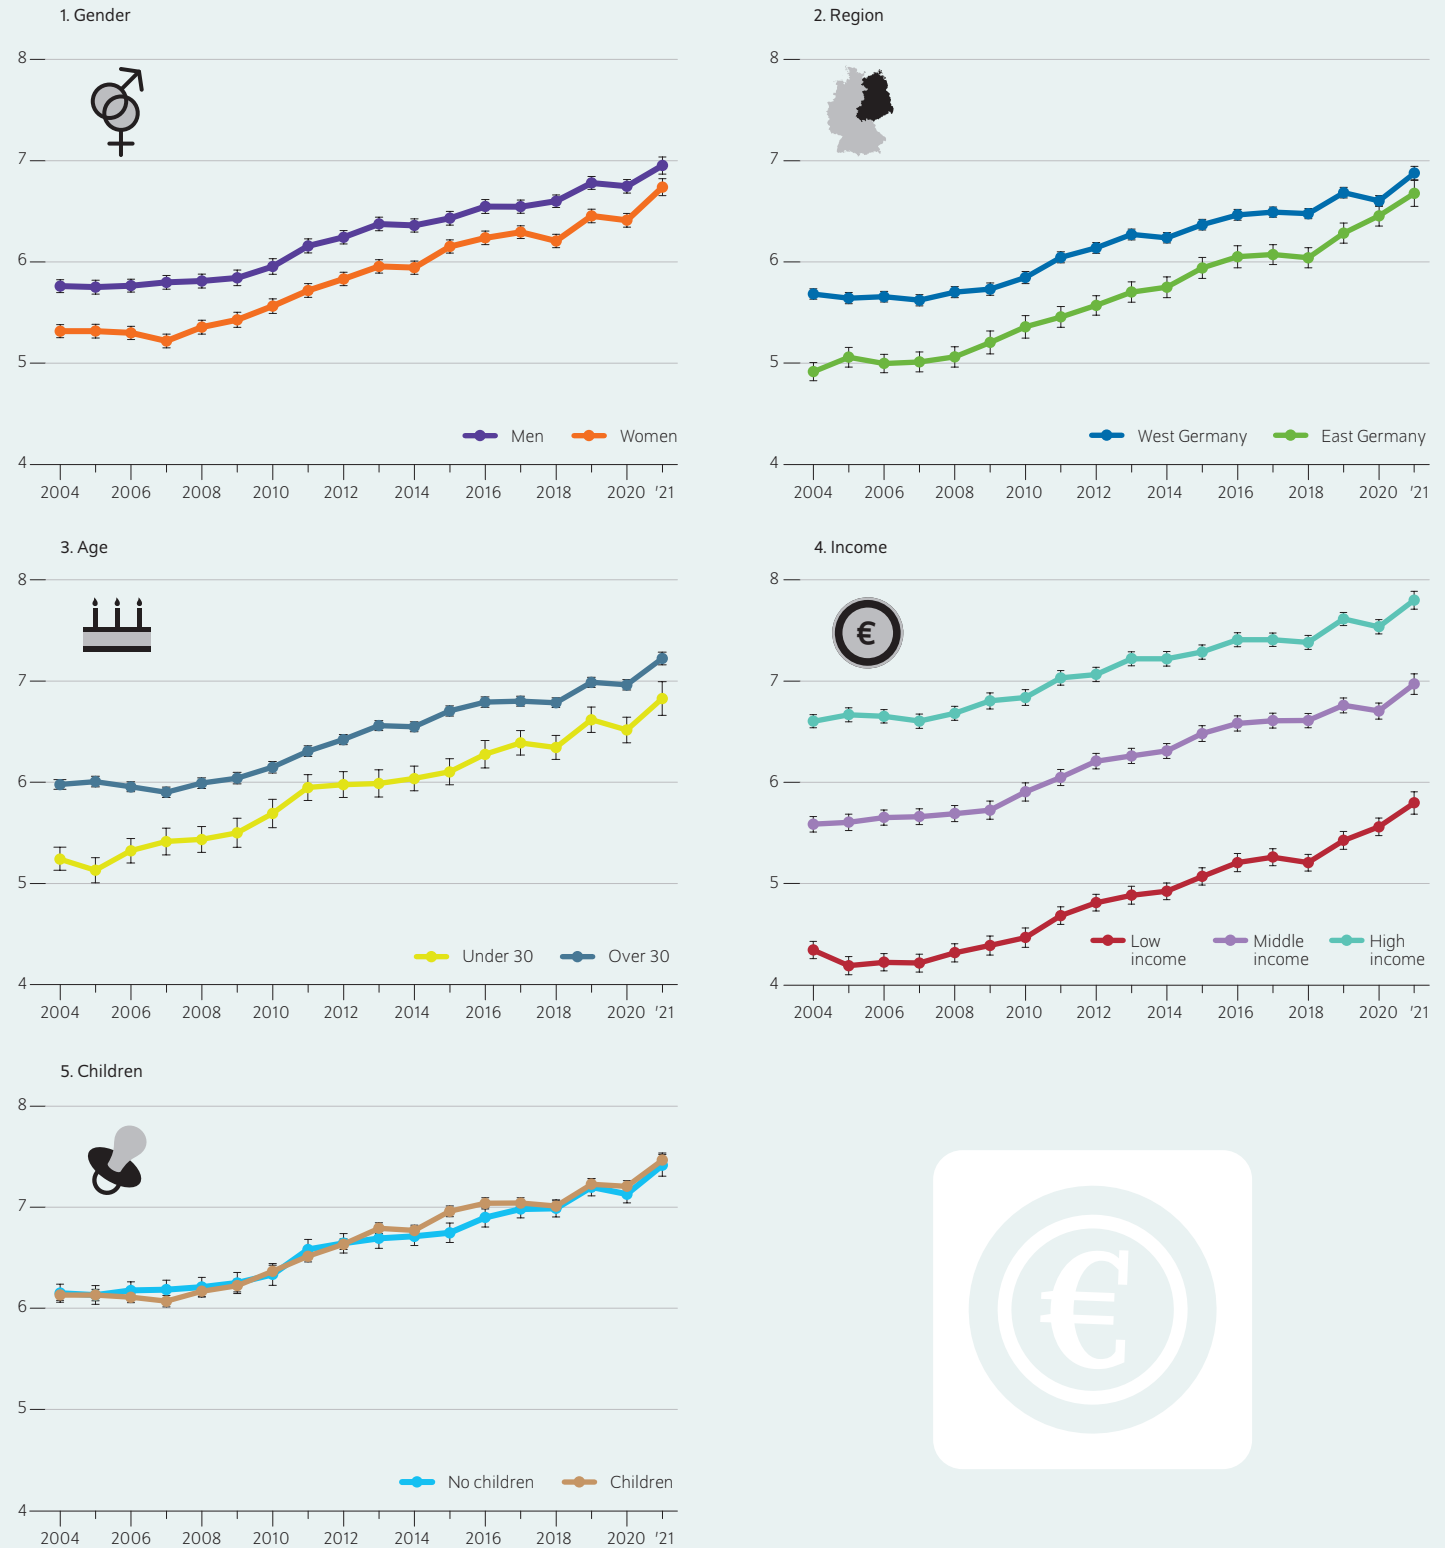 1. Gender
8
7
6
5
4
Men Women
2004 2006 2008 2010 2012 2014 2016 2018 2020 '21
2. Region
8
7
6
5
4
West Germany East Germany
2004 2006 2008 2010 2012 2014 2016 2018 2020 '21
3. Age
8
7
6
5
4
Under 30 Over 30
2004 2006 2008 2010 2012 2014 2016 2018 2020 '21
4. Income
8
€
7
6
5
4
Low income Middle income High income
2004 2006 2008 2010 2012 2014 2016 2018 2020 '21
5. Children
8
7
6
5
4
No children Children
2004 2006 2008 2010 2012 2014 2016 2018 2020 '21
€